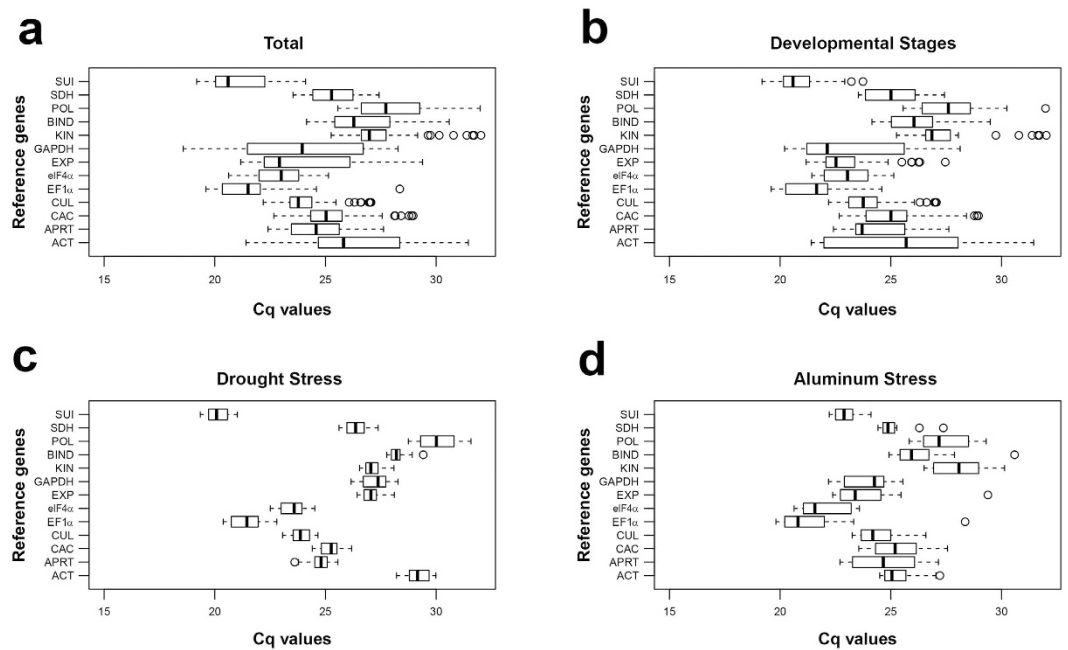 a
Total
Reference genes
SUI
SDH
POL
BIND
KIN
GAPDH
EXP
eIF4α
EF1α
CUL
CAC
APRT
ACT
15 20 25 30
Cq values
b
Developmental Stages
Reference genes
SUI
SDH
POL
BIND
KIN
GAPDH
EXP
eIF4α
EF1α
CUL
CAC
APRT
ACT
15 20 25 30
Cq values
c
Drought Stress
Reference genes
SUI
SDH
POL
BIND
KIN
GAPDH
EXP
eIF4α
EF1α
CUL
CAC
APRT
ACT
15 20 25 30
Cq values
d
Aluminum Stress
Reference genes
SUI
SDH
POL
BIND
KIN
GAPDH
EXP
eIF4α
EF1α
CUL
CAC
APRT
ACT
15 20 25 30
Cq values